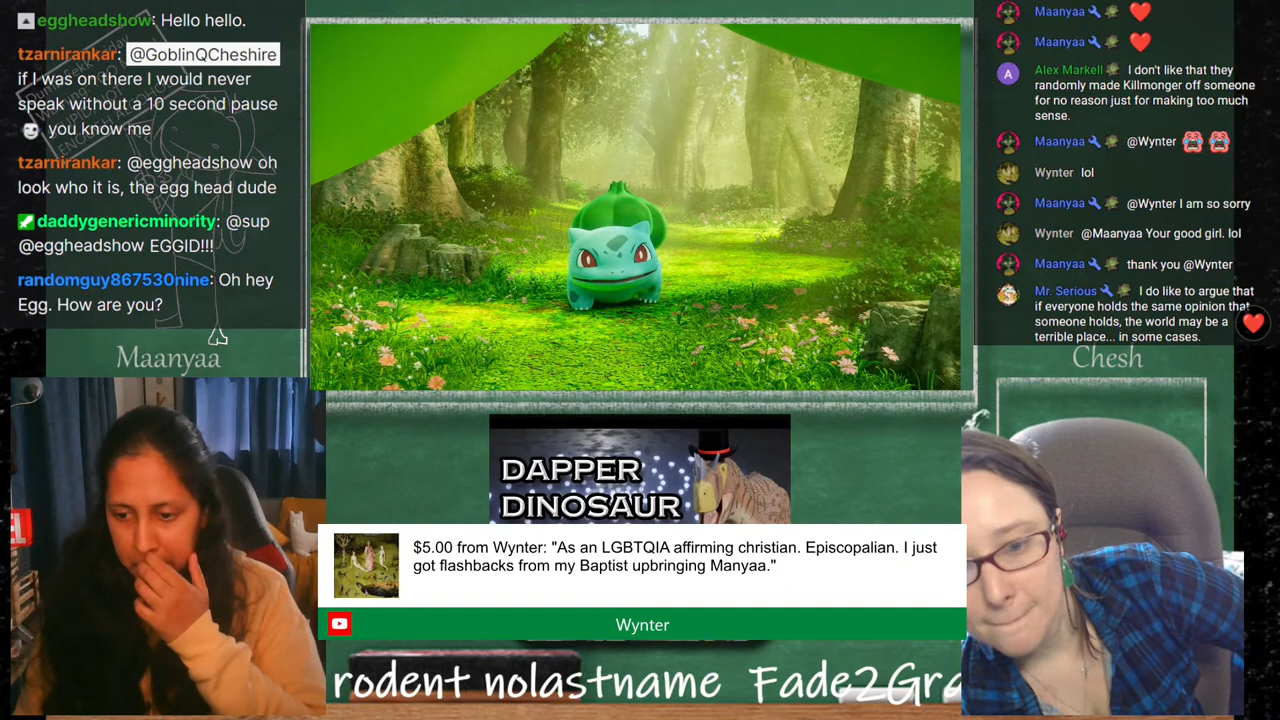 eggheadshow: Hello hello.
tzarnirankar: @GoblinQCheshire
if I was on there I would never
speak without a 10 second pause
you know me
tzarnirankar: @eggheadshow oh
look who it is, the egg head dude
daddygenericminority: @sup
@eggheadshow EGGID!!!
randomguy867530nine: Oh hey
Egg. How are you?
Maanyaa
DAPPER
DINOSAUR
$5.00 from Wynter: "As an LGBTQIA affirming christian. Episcopalian. I just
got flashbacks from my Baptist upbringing Manyaa."
Wynter
rodent nolastname Fade2Gra
Maanyaa
Maanyaa
Alex Markell I don't like that they
randomly made Killmonger off someone
for no reason just for making too much
sense.
Maanyaa @Wynter
Wynter lol
Maanyaa @Wynter I am so sorry
Wynter @Maanyaa Your good girl. lol
Maanyaa thank you @Wynter
Mr. Serious I do like to argue that
if everyone holds the same opinion that
someone holds, the world may be a
terrible place... in some cases.
Chesh